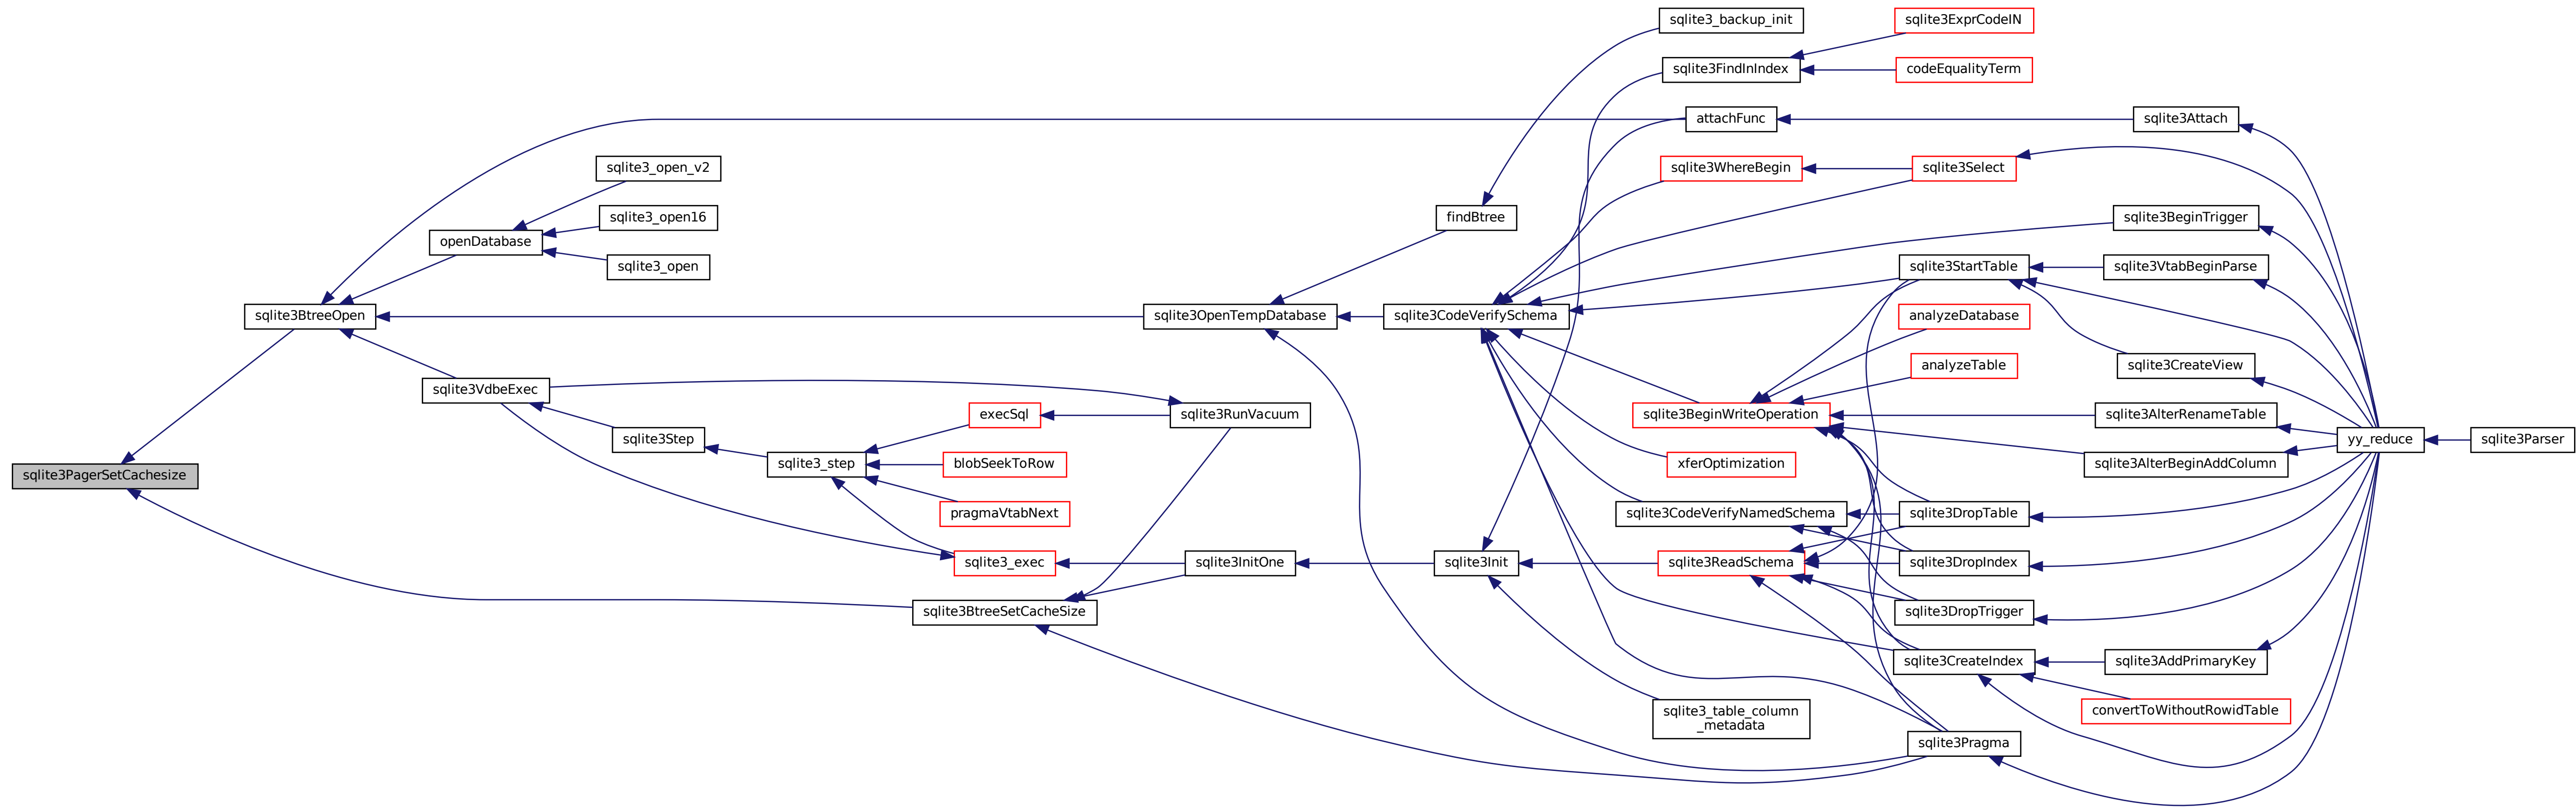 sqlite3_backup_init
sqlite3ExprCodeIN
sqlite3FindInIndex
codeEqualityTerm
attachFunc
sqlite3Attach
sqlite3_open_v2
sqlite3WhereBegin
sqlite3Select
sqlite3_open16
findBtree
sqlite3BeginTrigger
openDatabase
sqlite3_open
sqlite3StartTable
sqlite3VtabBeginParse
sqlite3BtreeOpen
sqlite3OpenTempDatabase
sqlite3CodeVerifySchema
analyzeDatabase
analyzeTable
sqlite3CreateView
sqlite3VdbeExec
execSql
sqlite3RunVacuum
sqlite3BeginWriteOperation
sqlite3AlterRenameTable
sqlite3Step
yy_reduce
sqlite3Parser
sqlite3PagerSetCachesize
sqlite3_step
blobSeekToRow
xferOptimization
sqlite3AlterBeginAddColumn
pragmaVtabNext
sqlite3CodeVerifyNamedSchema
sqlite3DropTable
sqlite3_exec
sqlite3InitOne
sqlite3Init
sqlite3ReadSchema
sqlite3DropIndex
sqlite3BtreeSetCacheSize
sqlite3DropTrigger
sqlite3CreateIndex
sqlite3AddPrimaryKey
sqlite3_table_column
_metadata
convertToWithoutRowidTable
sqlite3Pragma